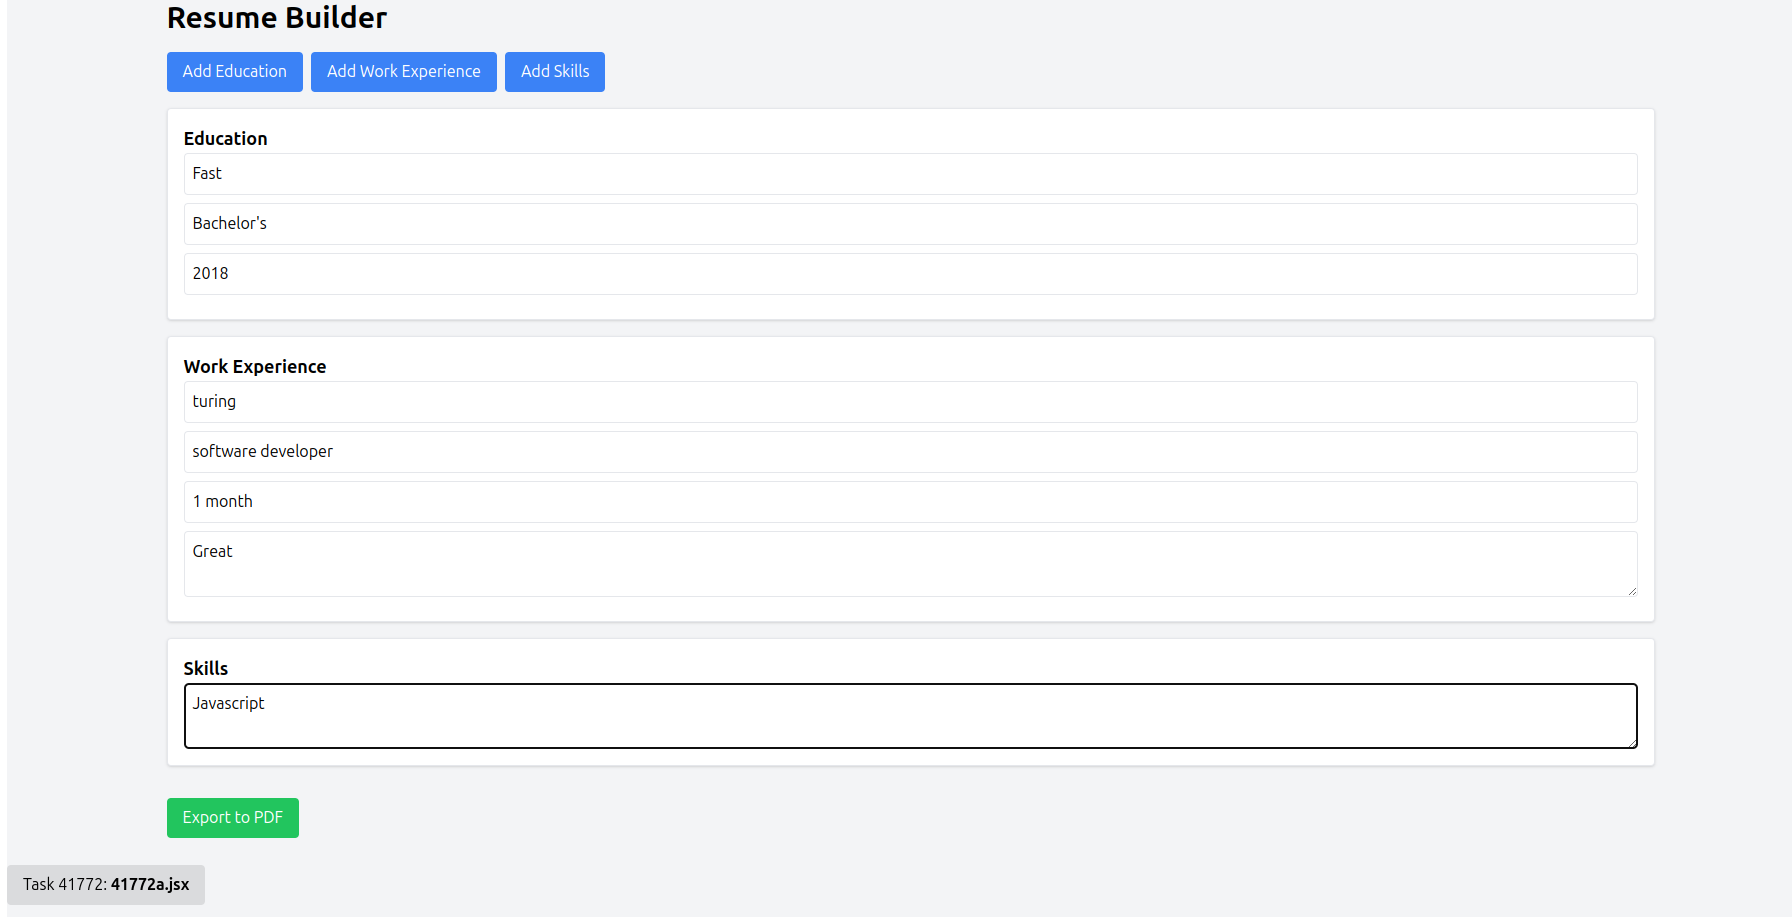 Resume Builder
Add Education Add Work Experience Add Skills
Education
Fast
Bachelor's
2018
Work Experience
turing
software developer
1 month
Great
Skills
Javascript
Export to PDF
Task 41772: 41772a.jsx